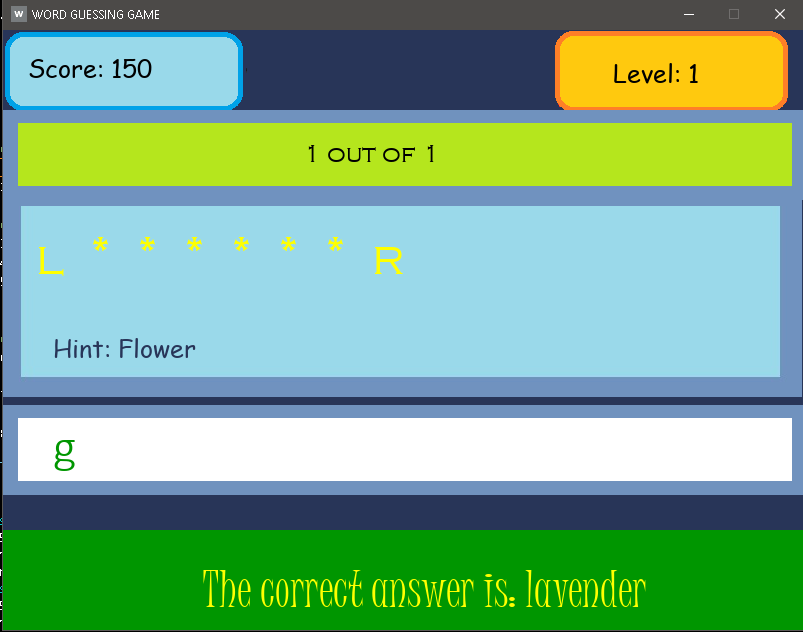 W WORD GUESSING GAME
Score: 150
Level: 1
1 OUT OF 1
L * * * * * * R
Hint: Flower
g
The correct answer is: lavender